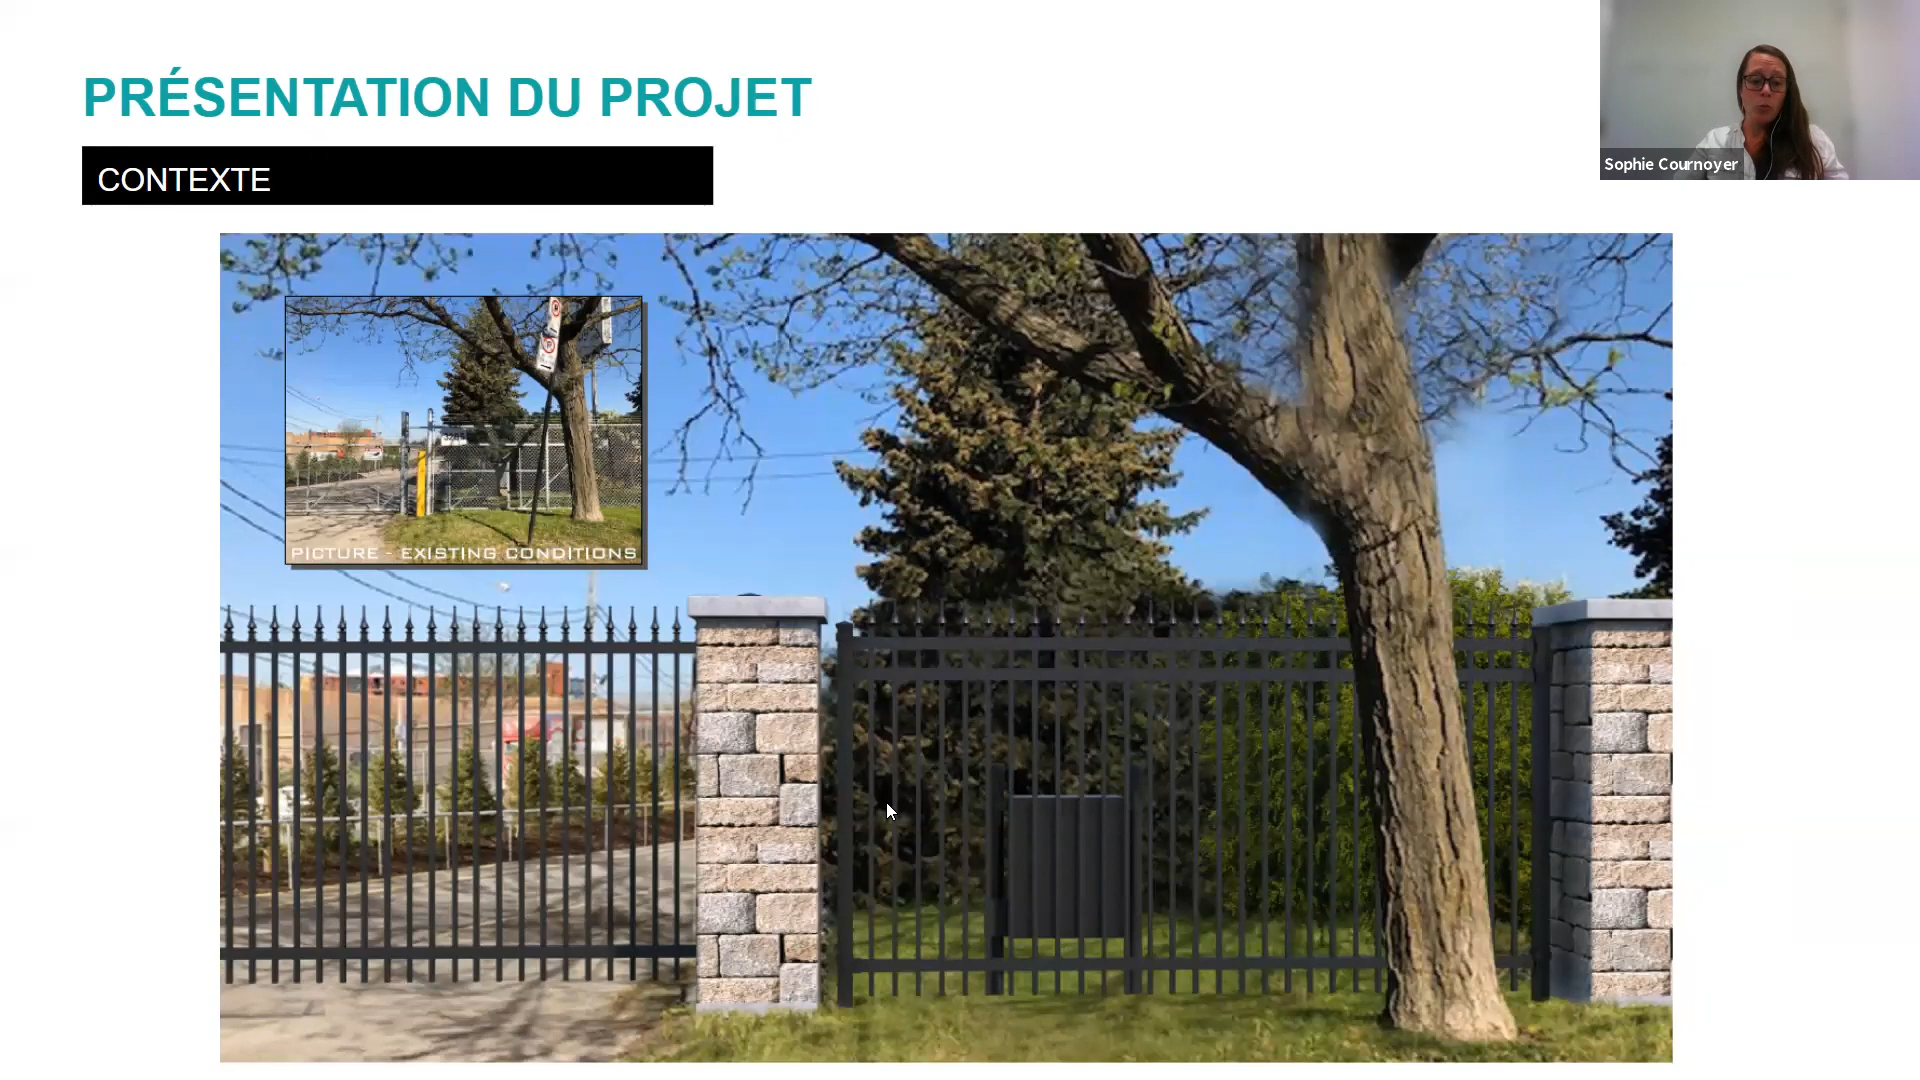 PRÉSENTATION DU PROJET
CONTEXTE
Sophie Cournoyer
PICTURE - EXISTING CONDITIONS